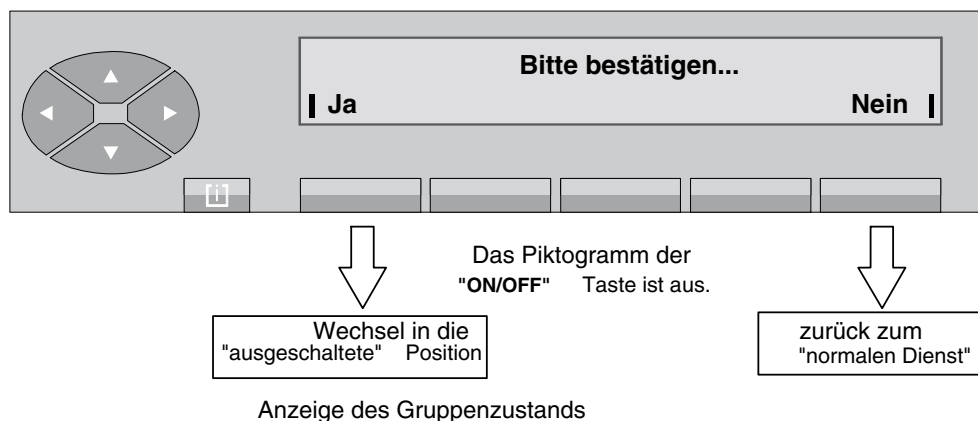 Bitte bestätigen...
Ja Nein
[i]
Das Piktogramm der
"ON/OFF" Taste ist aus.
Wechsel in die
"ausgeschaltete" Position
zurück zum
"normalen Dienst"
Anzeige des Gruppenzustands